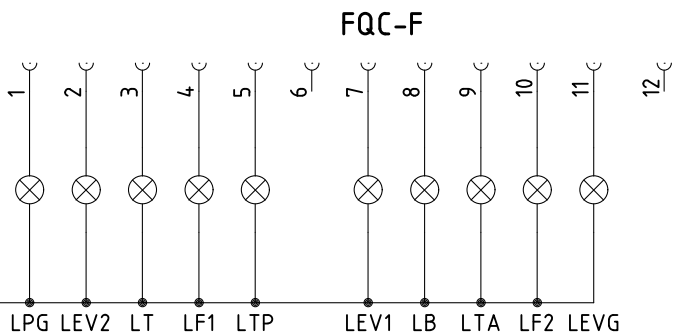 FQC-F
1 2 3 4 5 6 7 8 9 10 11 12
LPG LEV2 LT LF1 LTP LEV1 LB LTA LF2 LEVG